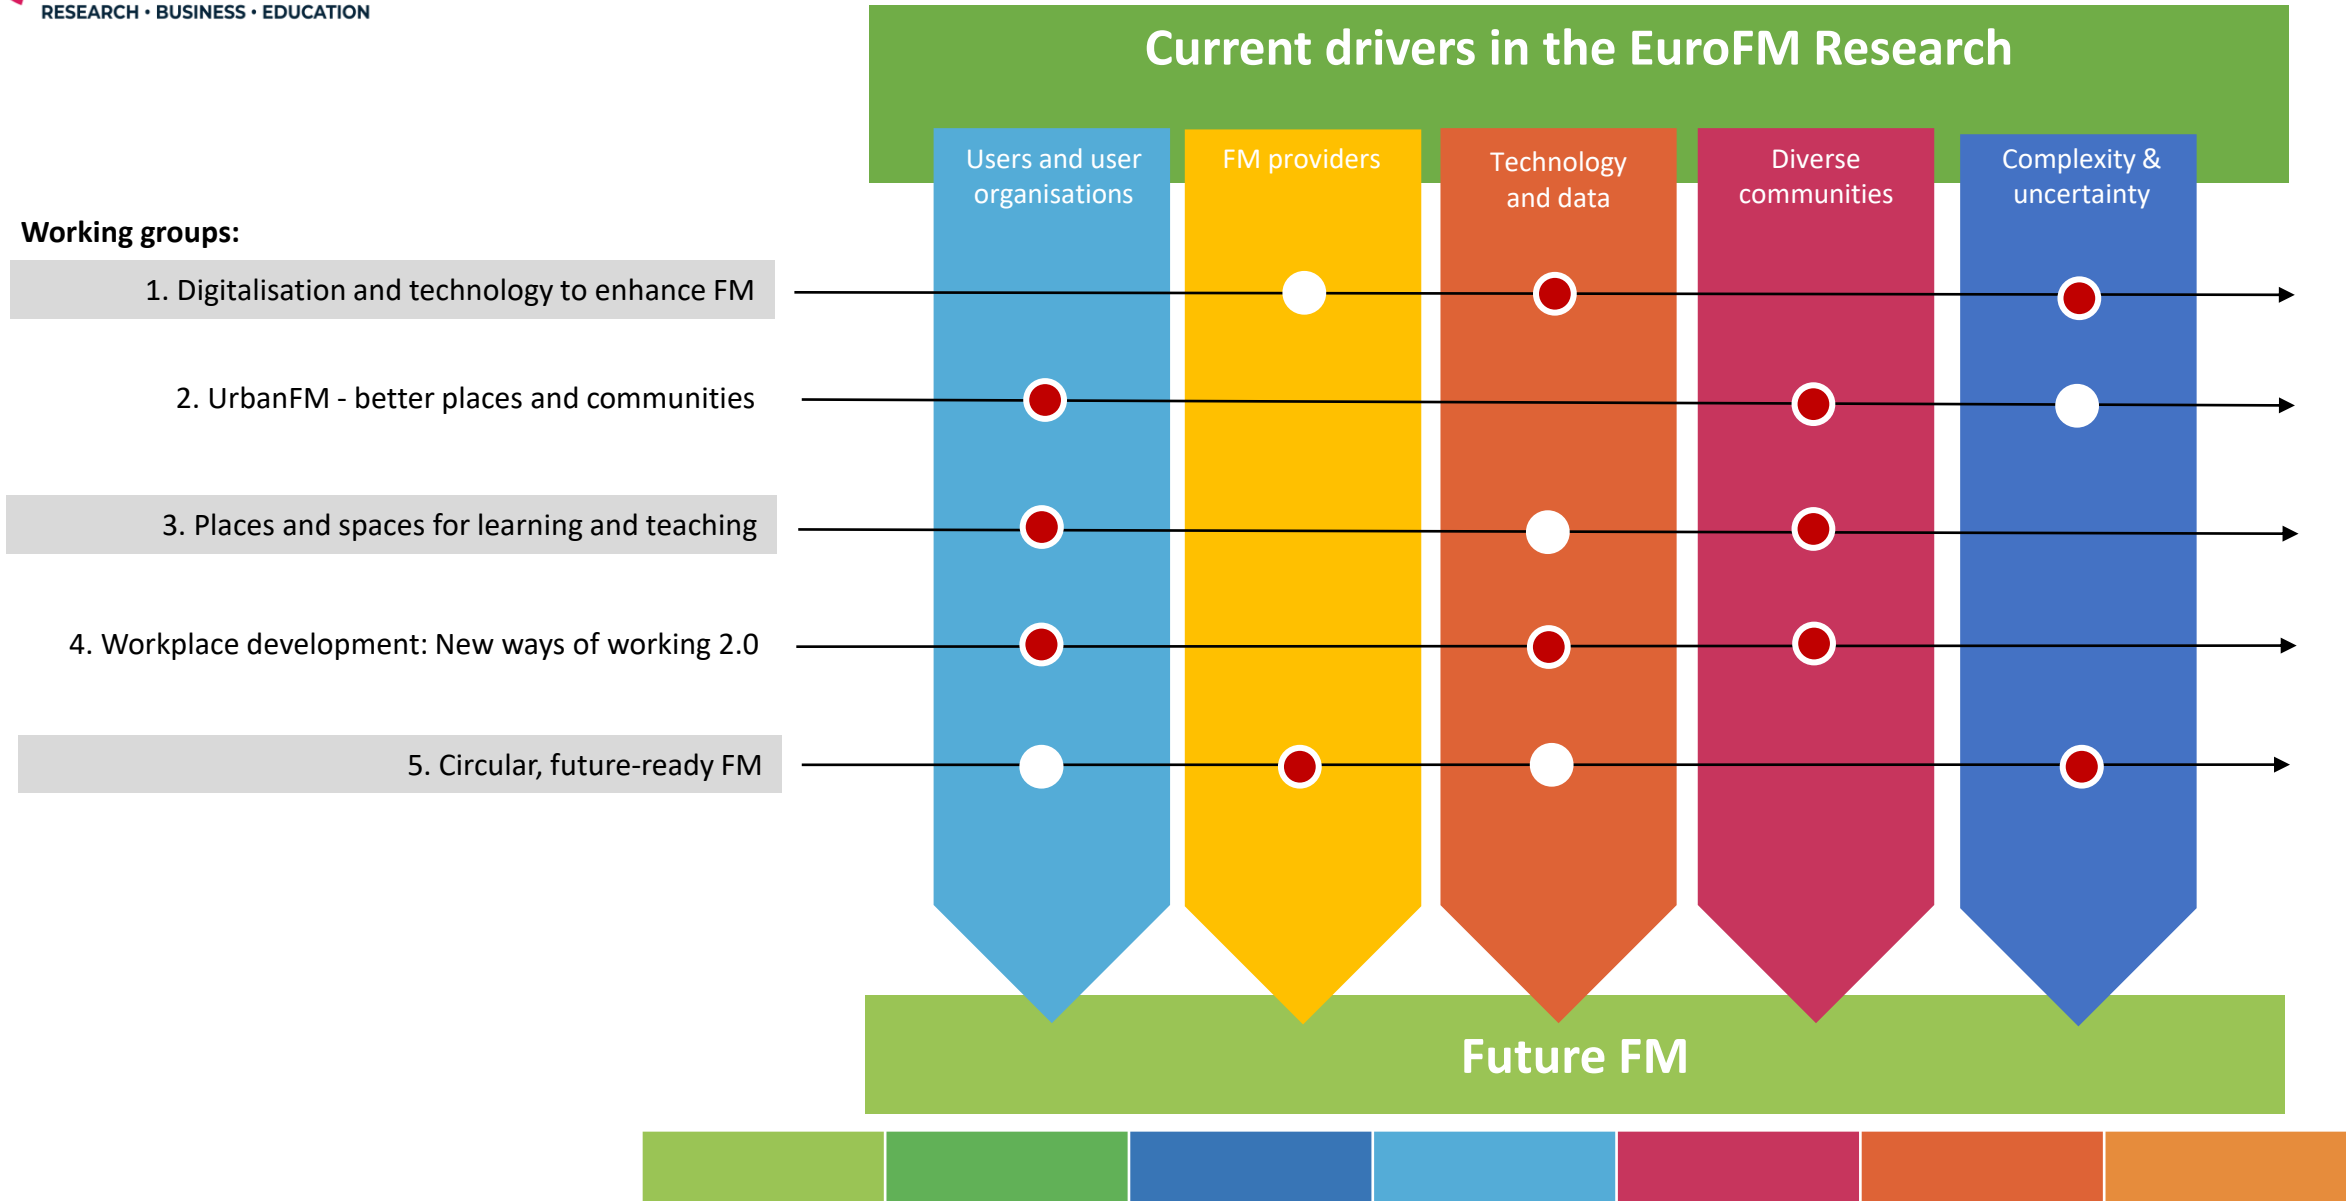 RESEARCH • BUSINESS • EDUCATION
Current drivers in the EuroFM Research
Users and user
organisations
FM providers
Technology
and data
Diverse
communities
Complexity &
uncertainty
Working groups:
1. Digitalisation and technology to enhance FM
2. UrbanFM - better places and communities
3. Places and spaces for learning and teaching
4. Workplace development: New ways of working 2.0
5. Circular, future-ready FM
Future FM